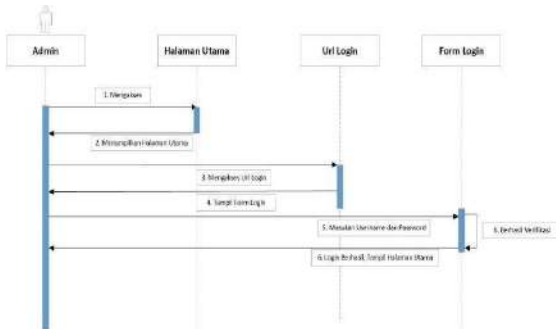 Admin
Halaman Utama
Url Login
Form Login
1. Mengakses
2. Menampilkan Halaman Utama
3. Mengakses Url Login
4. Tampil Form Login
5. Masukan Username dan Password
6. Berhasil Verifikasi
6. Login Berhasil, Tampil Halaman Utama